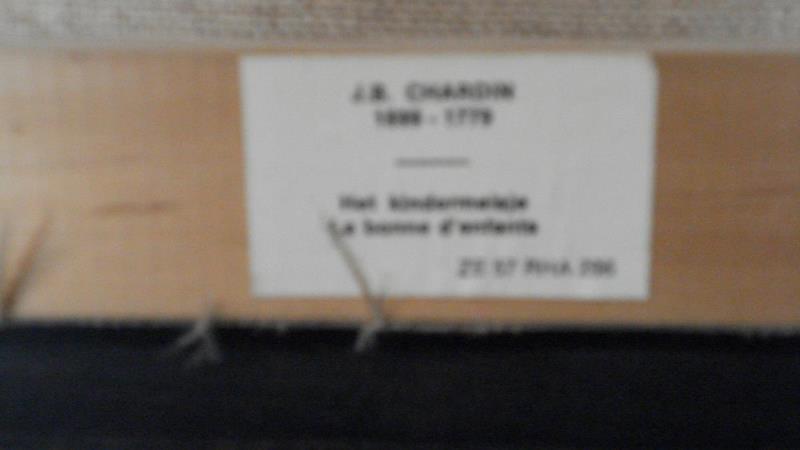 J.B. CHARDIN
1699 - 1779
Het kindermeisje
La bonne d'enfants